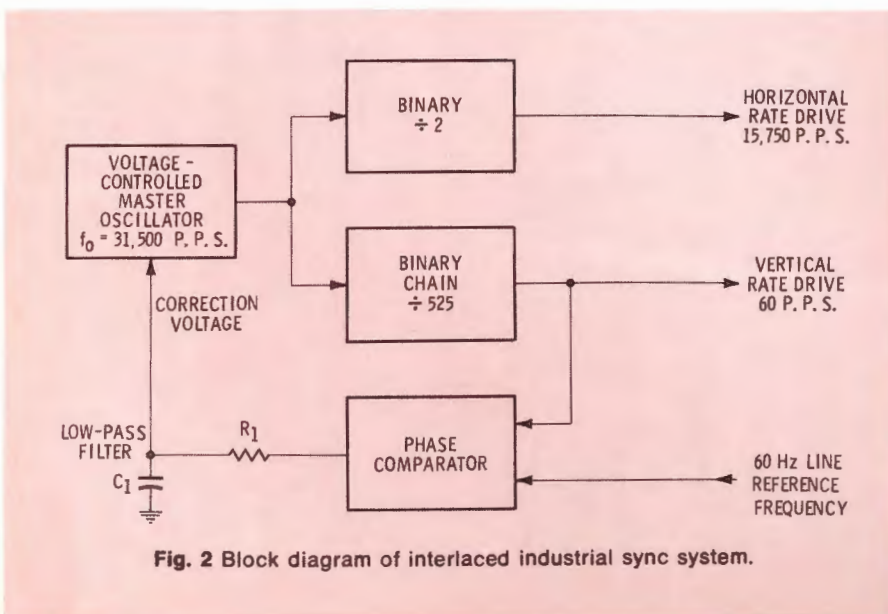 BINARY
÷ 2
HORIZONTAL
RATE DRIVE
15,750 P. P. S.
VOLTAGE -
CONTROLLED
MASTER
OSCILLATOR
f₀ = 31,500 P. P. S.
BINARY
CHAIN
÷ 525
VERTICAL
RATE DRIVE
60 P. P. S.
CORRECTION
VOLTAGE
LOW-PASS
FILTER
R₁
C₁
PHASE
COMPARATOR
60 Hz LINE
REFERENCE
FREQUENCY
Fig. 2 Block diagram of interlaced industrial sync system.